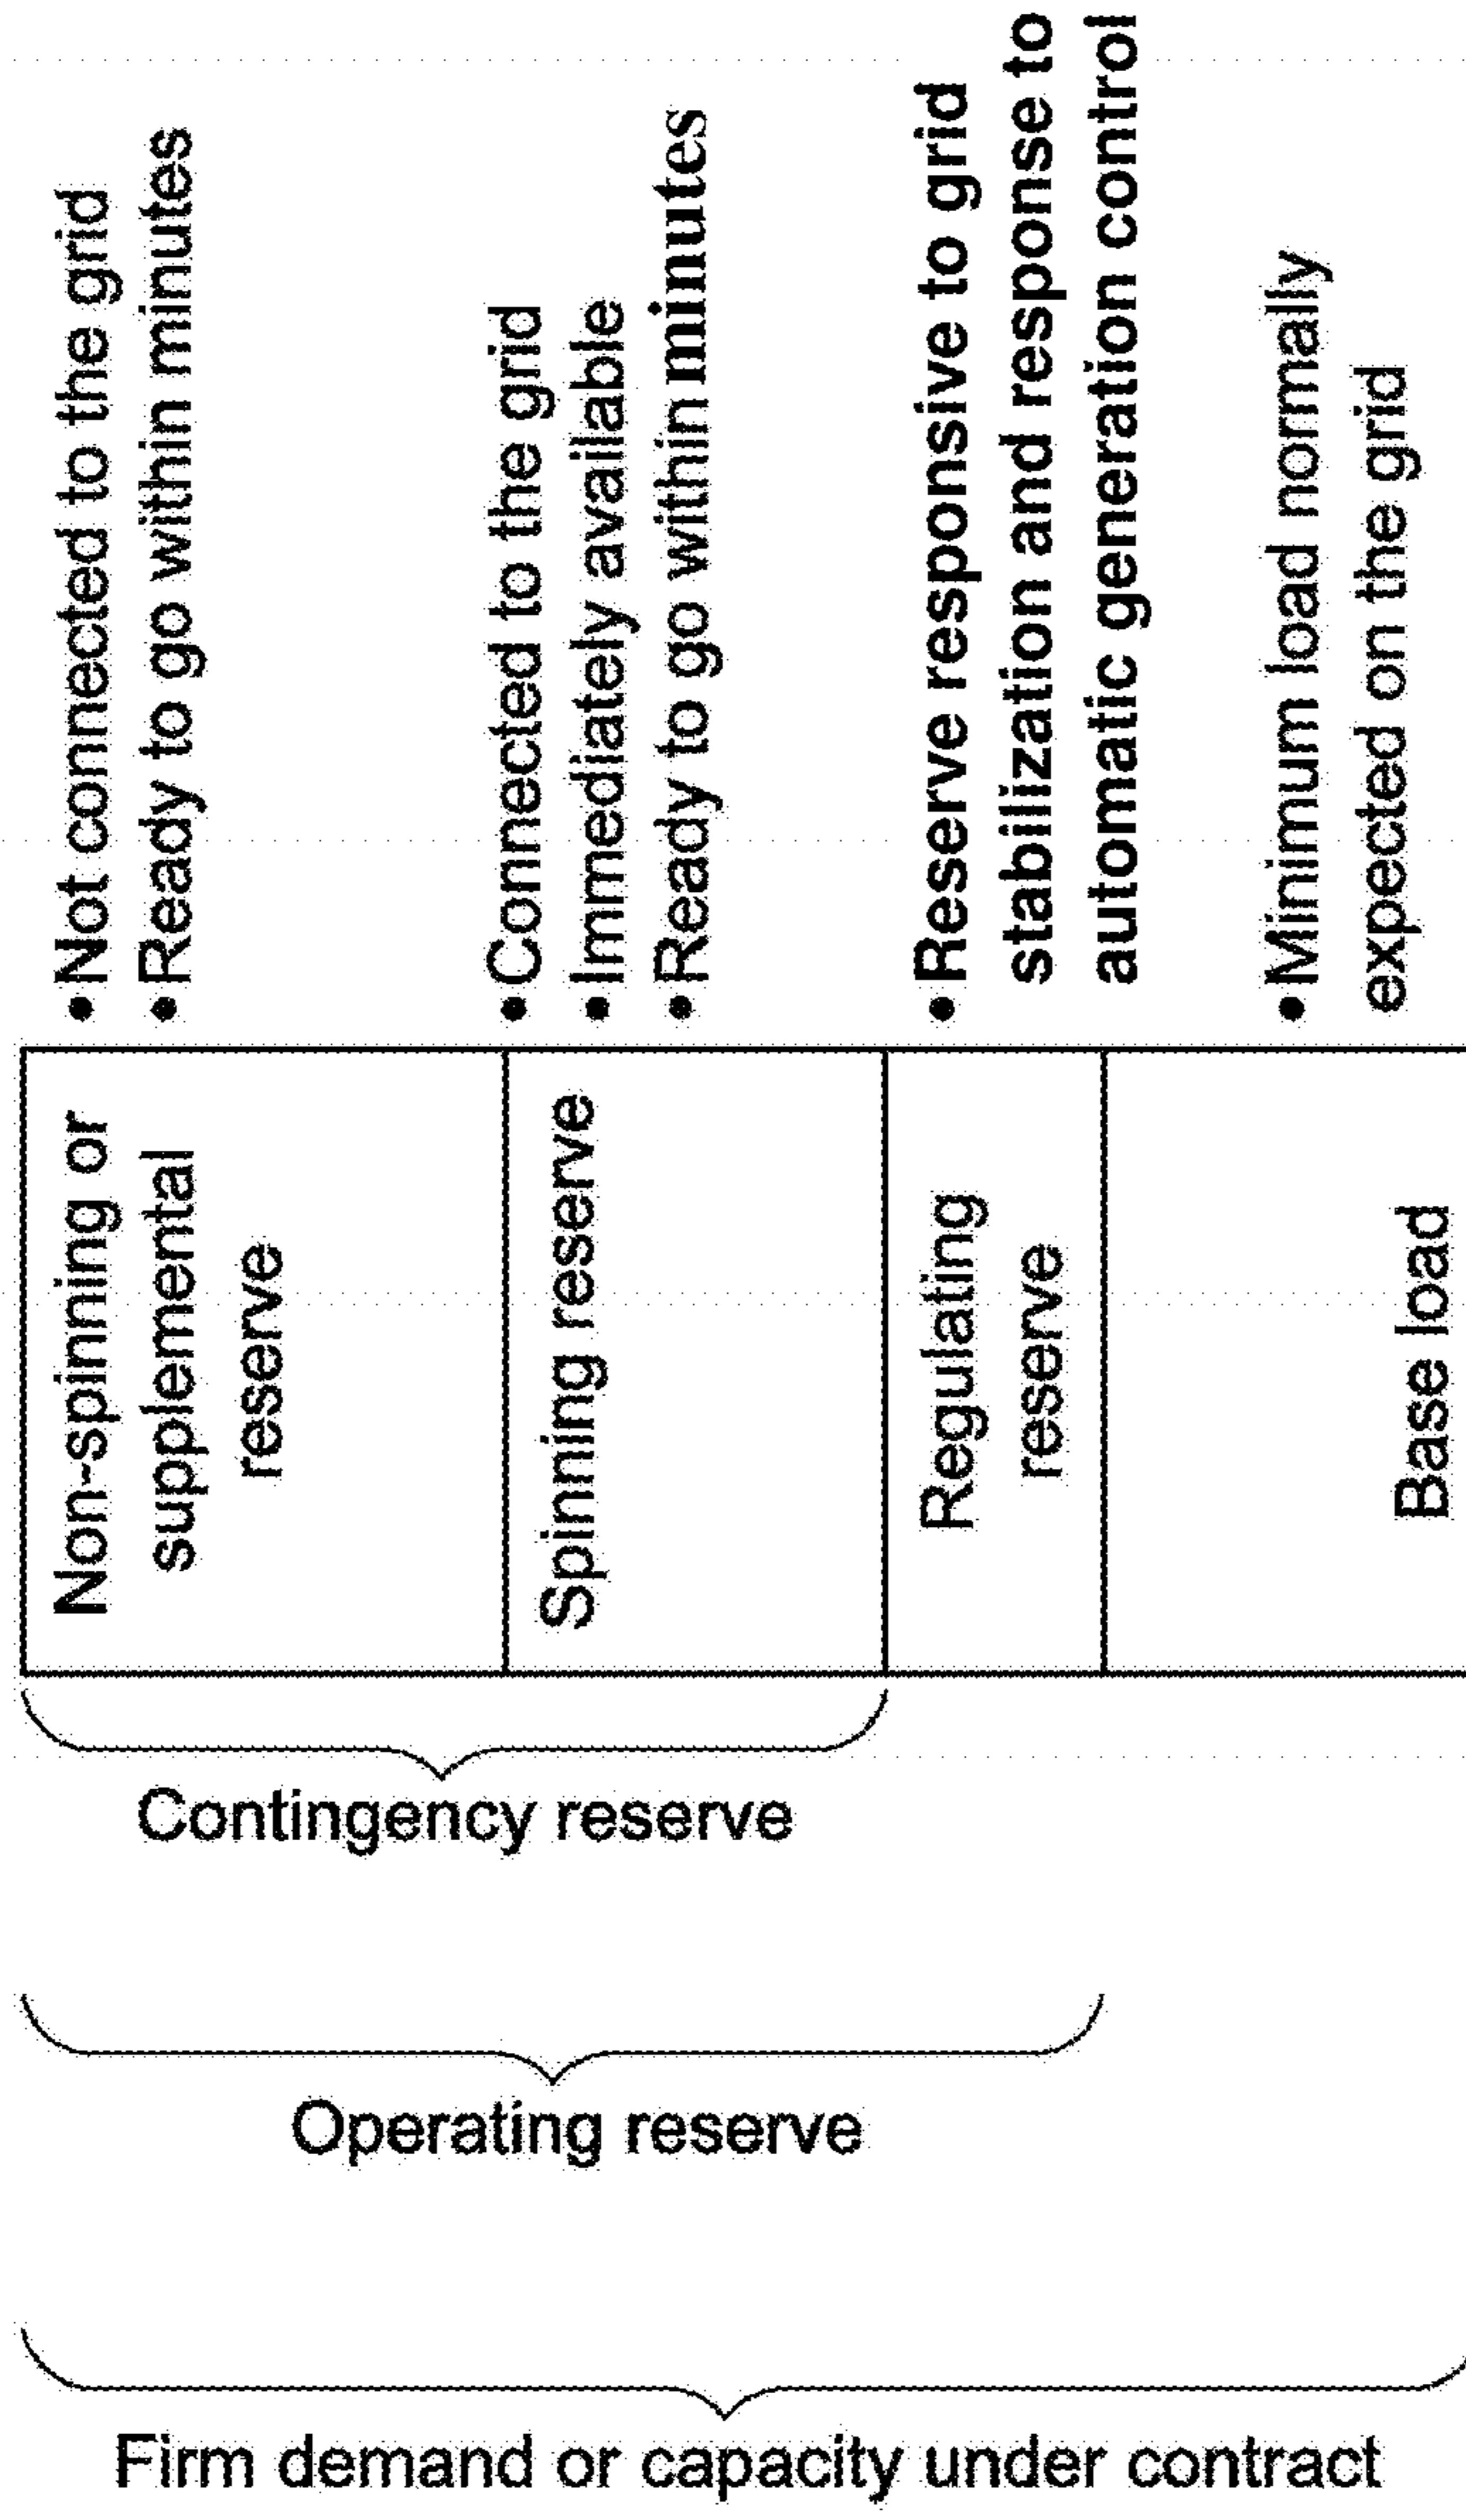 Non-spinning or
supplemental
reserve
•Not connected to the grid
•Ready to go within minutes
Spinning reserve
•Connected to the grid
•Immediately available
•Ready to go within minutes
Regulating
reserve
•Reserve responsive to grid
stabilization and response to
automatic generation control
Base load
•Minimum load normally
expected on the grid
Contingency reserve
Operating reserve
Firm demand or capacity under contract